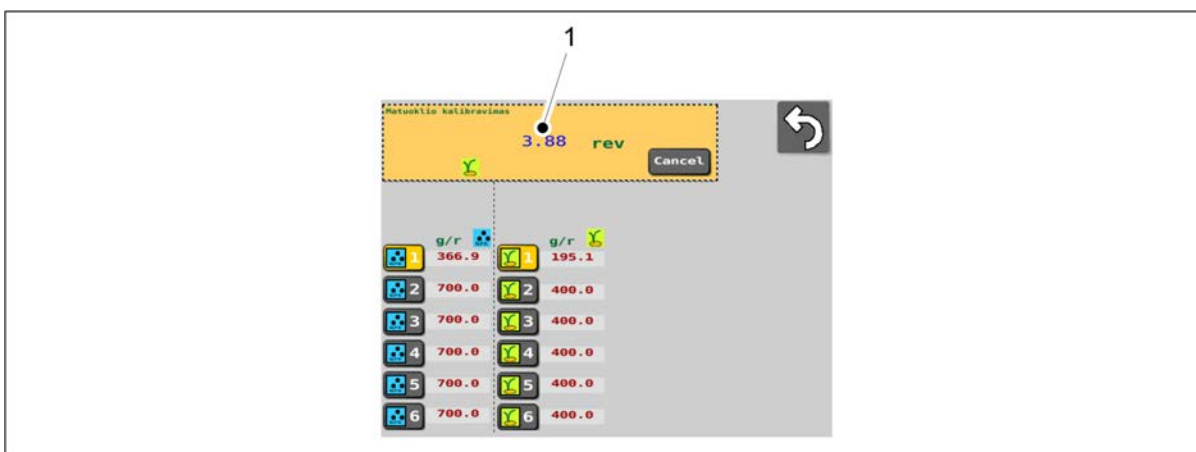 1
Matuoklio kalibravimas
3.88 rev
Cancel
g/r g/r
1 366.9 1 195.1
2 700.0 2 400.0
3 700.0 3 400.0
4 700.0 4 400.0
5 700.0 5 400.0
6 700.0 6 400.0